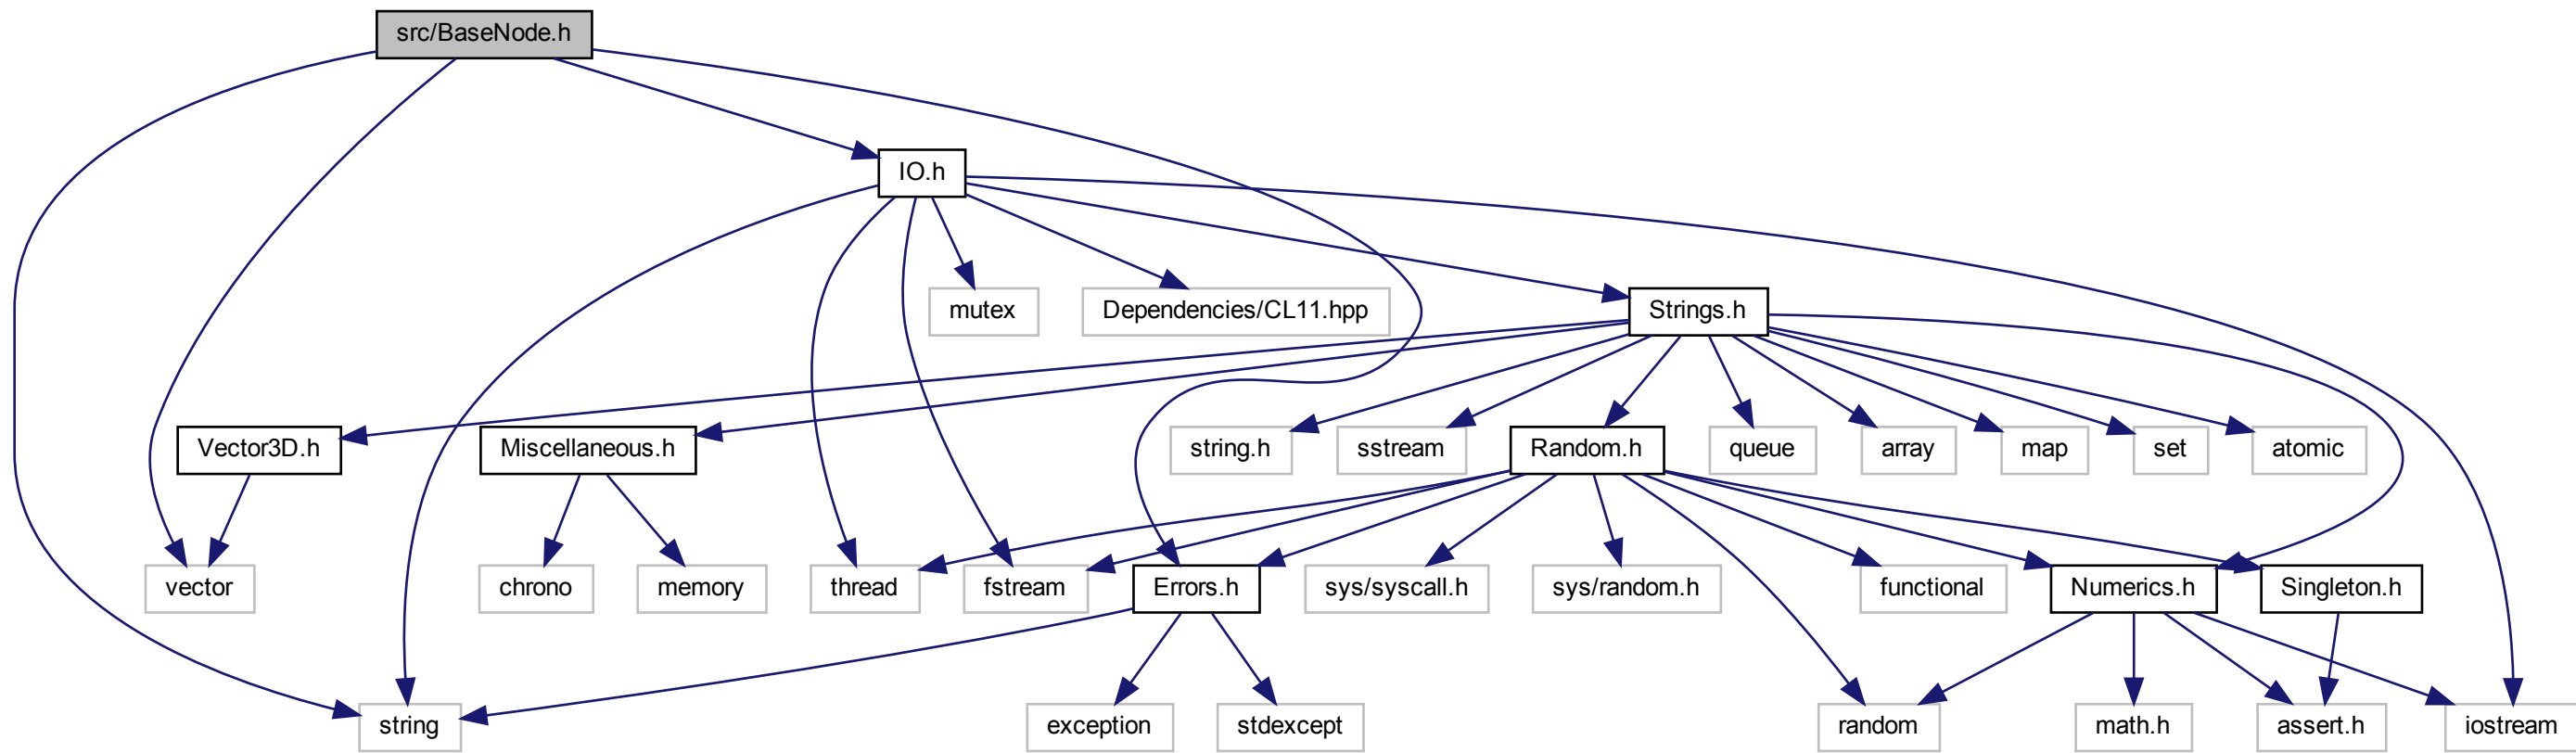 src/BaseNode.h
IO.h
mutex
Dependencies/CL11.hpp
Strings.h
Vector3D.h
Miscellaneous.h
string.h
sstream
Random.h
queue
array
map
set
atomic
vector
chrono
memory
thread
fstream
Errors.h
sys/syscall.h
sys/random.h
functional
Numerics.h
Singleton.h
string
exception
stdexcept
random
math.h
assert.h
iostream